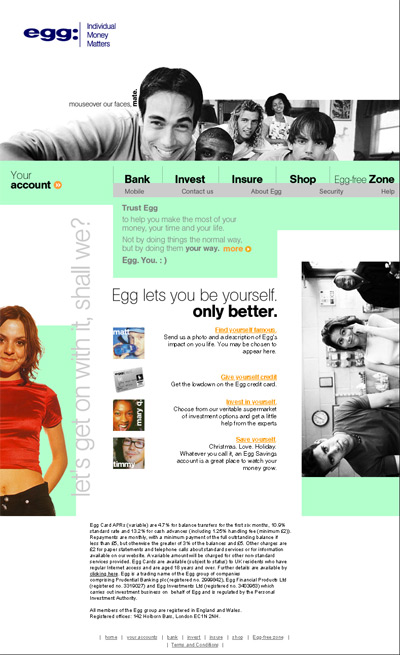 egg:
Individual
Money
Matters
mouseover our faces, mate.
Your
account
Bank Invest Insure Shop Egg-free Zone
Mobile Contact us About Egg Security Help
Trust Egg
to help you make the most of your
money, your time and your life.
Not by doing things the normal way,
but by doing them your way. more
Egg. You. : )
let's get on with it, shall we?
Egg lets you be yourself.
only better.
matt
Find yourself famous.
Send us a photo and a description of Egg's
impact on you life. You may be chosen to
appear here.
Give yourself credit
Get the lowdown on the Egg credit card.
mary q.
Invest in yourself.
Choose from our veritable supermarket
of investment options and get a little
help from the experts
timmy
Save yourself.
Christmas. Love. Holiday.
Whatever you call it, an Egg Savings
account is a great place to watch your
money grow.
Egg Card APRs (variable) are 4.7% for balance transfers for the first six months, 10.9%
standard rate and 13.2% for cash advances (including 1.25% handling fee (minimum £2)).
Repayments are monthly, with a minimum payment of the full outstanding balance if
less than £5, but otherwise the greater of 3% of the balances and £5. Other charges are
£2 for paper statements and telephone calls about standard services or for information
available on our website. A variable amount will be charged for other non standard
services provided. Egg Cards are available (subject to status) to UK residents who have
regular Internet access and are aged 18 years and over. Further details are available by
clicking here. Egg is a trading name of the Egg group of companies
comprising Prudential Banking plc (registered no. 2999842), Egg Financial Products Ltd
(registered no. 3319027) and Egg Investments Ltd (registered no. 3403963) which
carries out investment business on behalf of Egg and is regulated by the Personal
Investment Authority.
All members of the Egg group are registered in England and Wales.
Registered offices: 142 Holborn Bars, London EC1N 2NH.
| home | your accounts | bank | invest | insure | shop | Egg-free zone |
| Terms and Conditions |